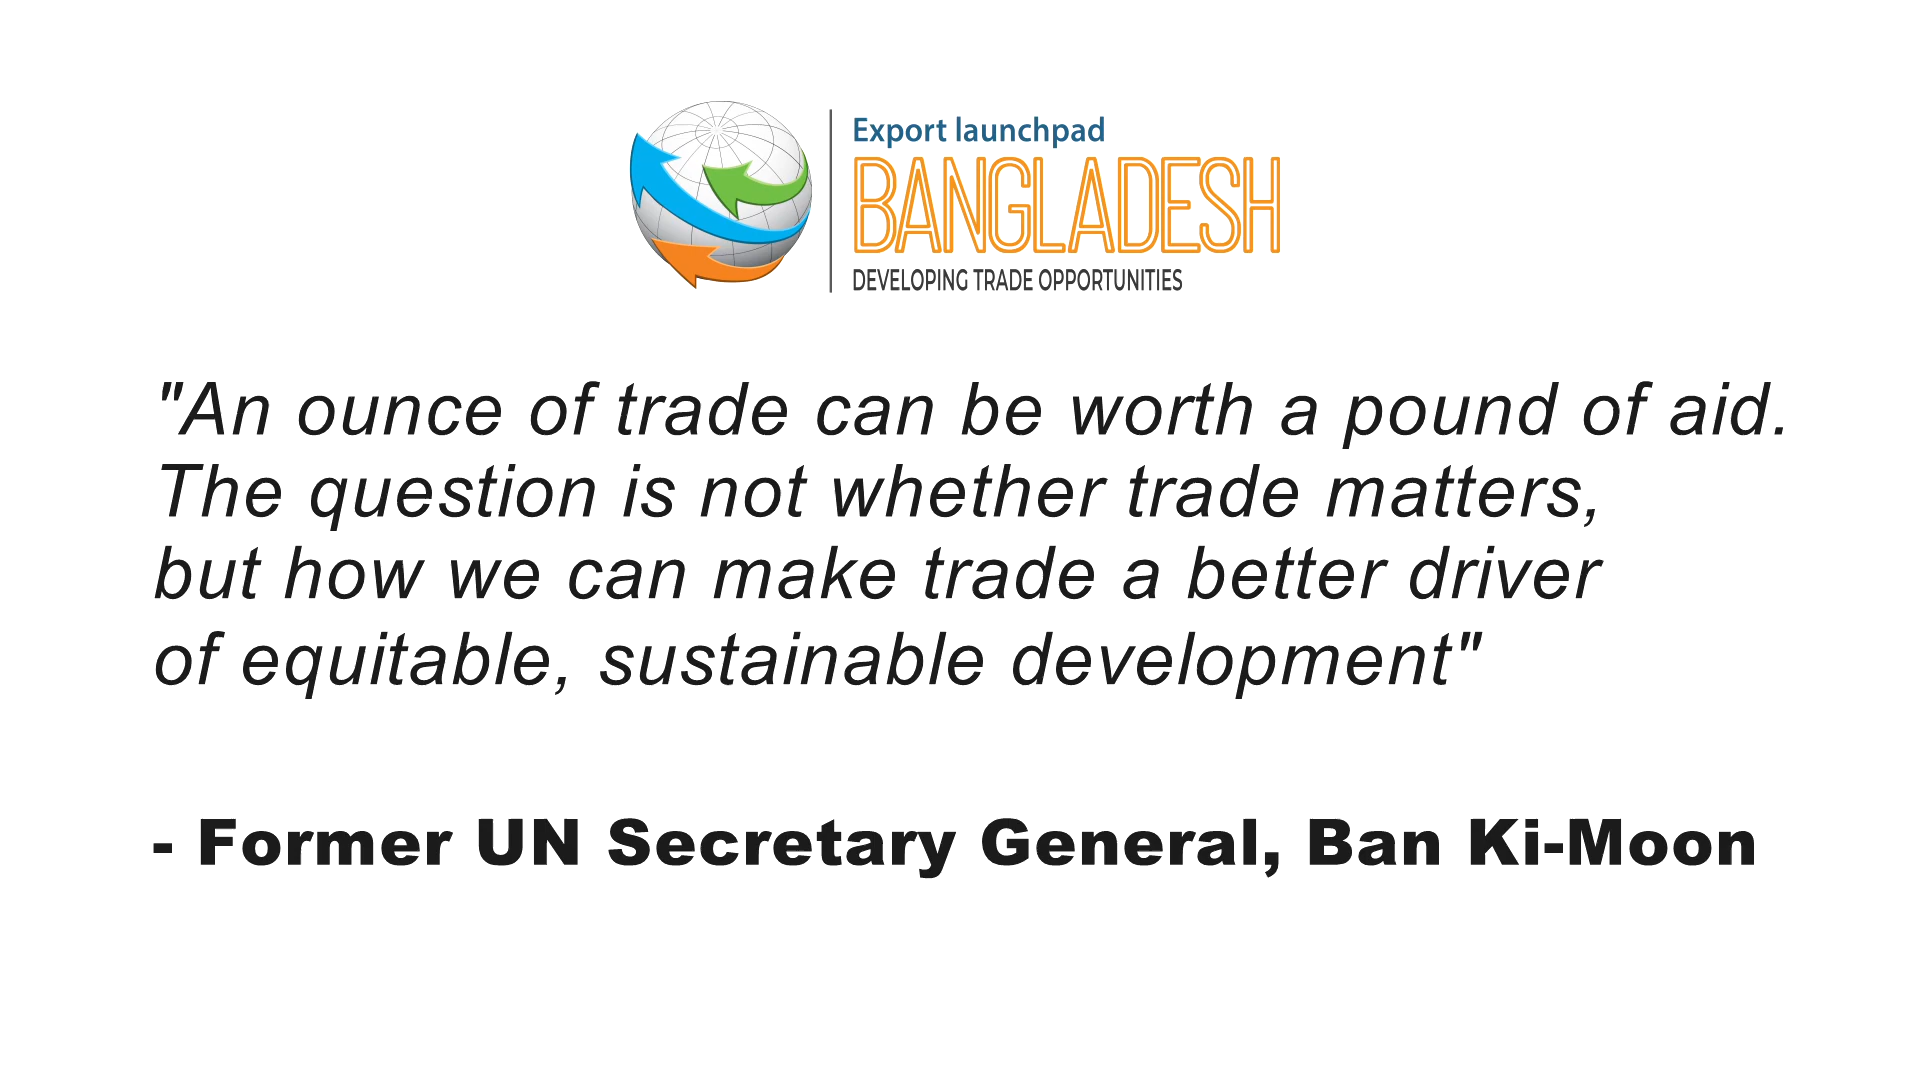 Export launchpad
BANGLADESH
DEVELOPING TRADE OPPORTUNITIES
"An ounce of trade can be worth a pound of aid.
The question is not whether trade matters,
but how we can make trade a better driver
of equitable, sustainable development"
- Former UN Secretary General, Ban Ki-Moon